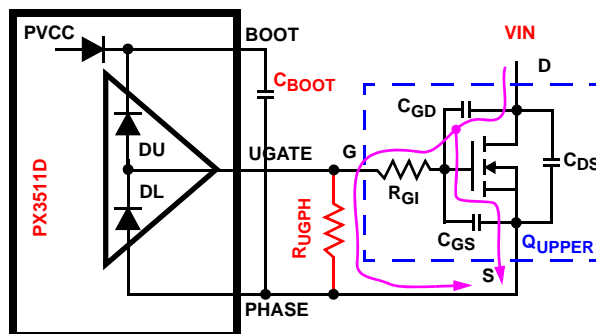 PVCC
BOOT
VIN
D
CBOOT
CGD
DU
UGATE
G
CDS
DL
RGI
PX3511D
RUGPH
CGS
QUPPER
S
PHASE